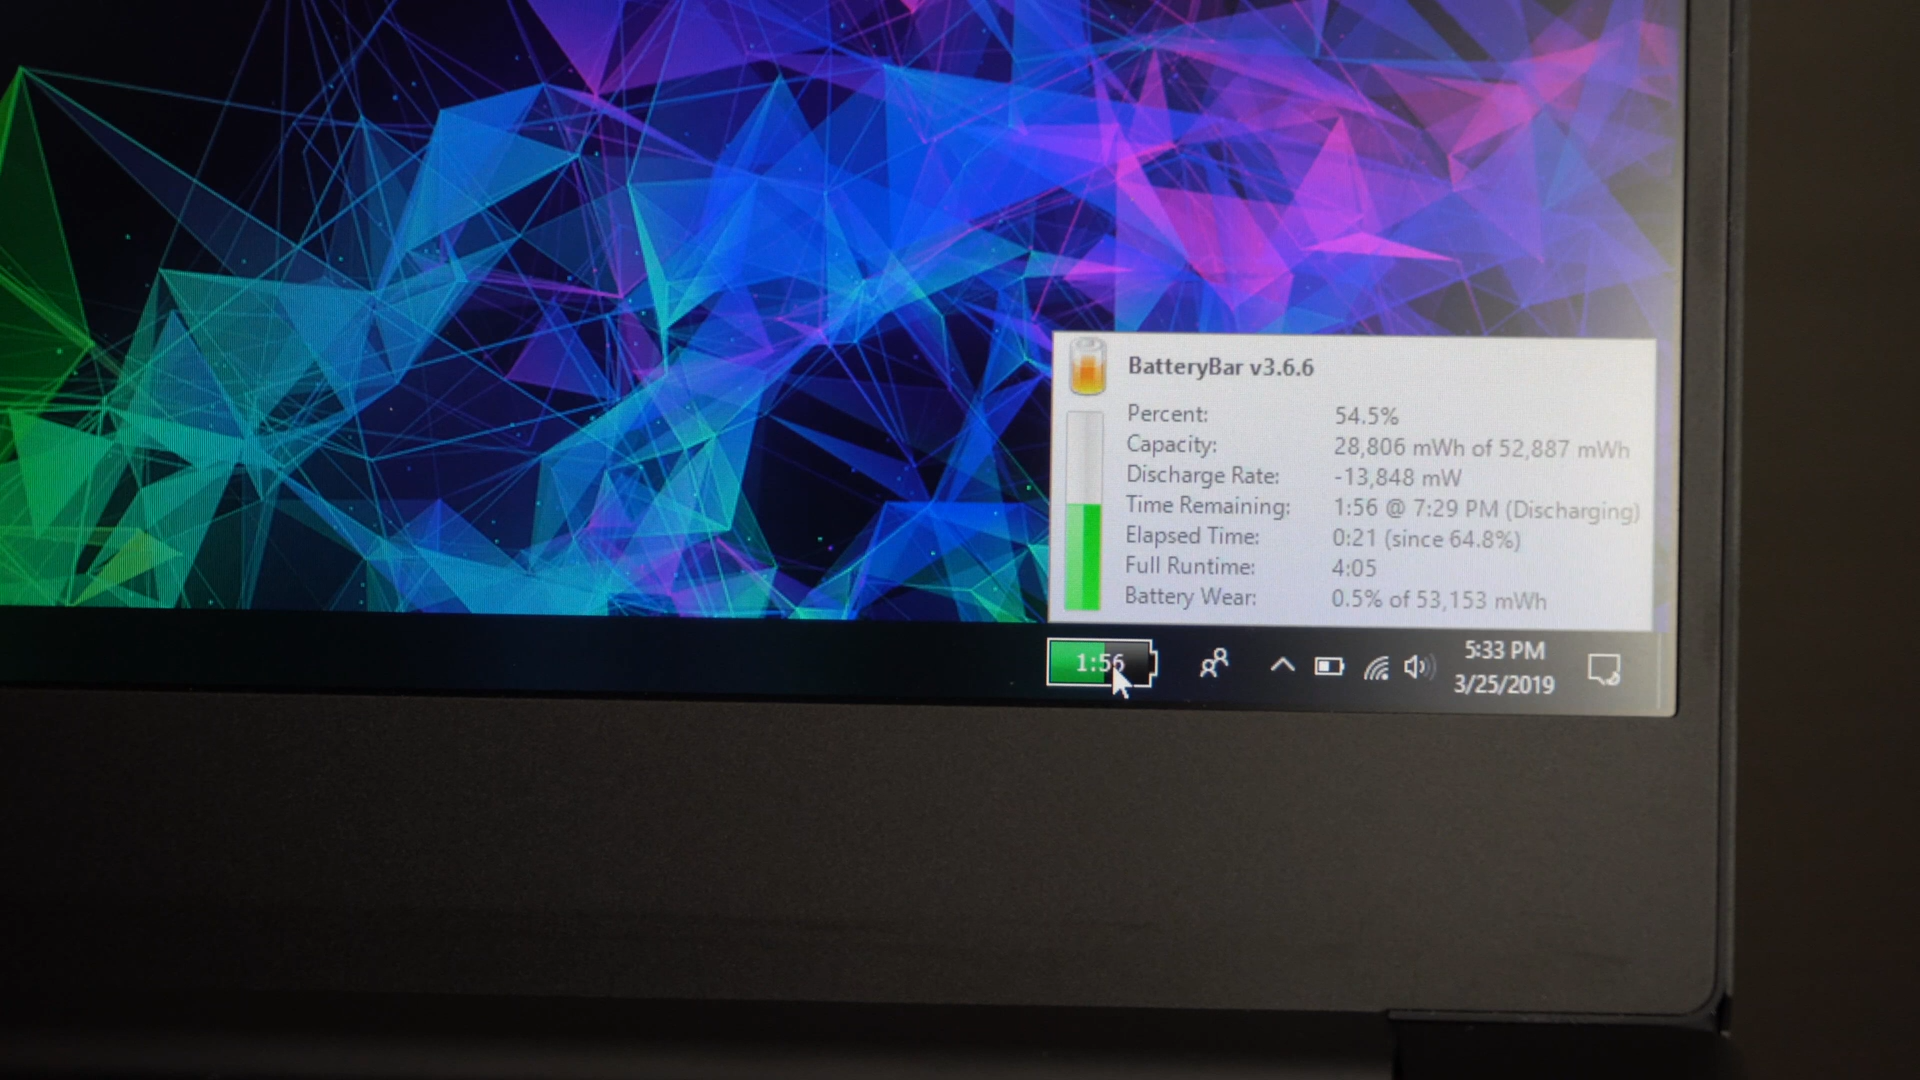 BatteryBar v3.6.6
Percent: 54.5%
Capacity: 28,806 mWh of 52,887 mWh
Discharge Rate: -13,848 mW
Time Remaining: 1:56 @ 7:29 PM (Discharging)
Elapsed Time: 0:21 (since 64.8%)
Full Runtime: 4:05
Battery Wear: 0.5% of 53,153 mWh
1:56
5:33 PM
3/25/2019